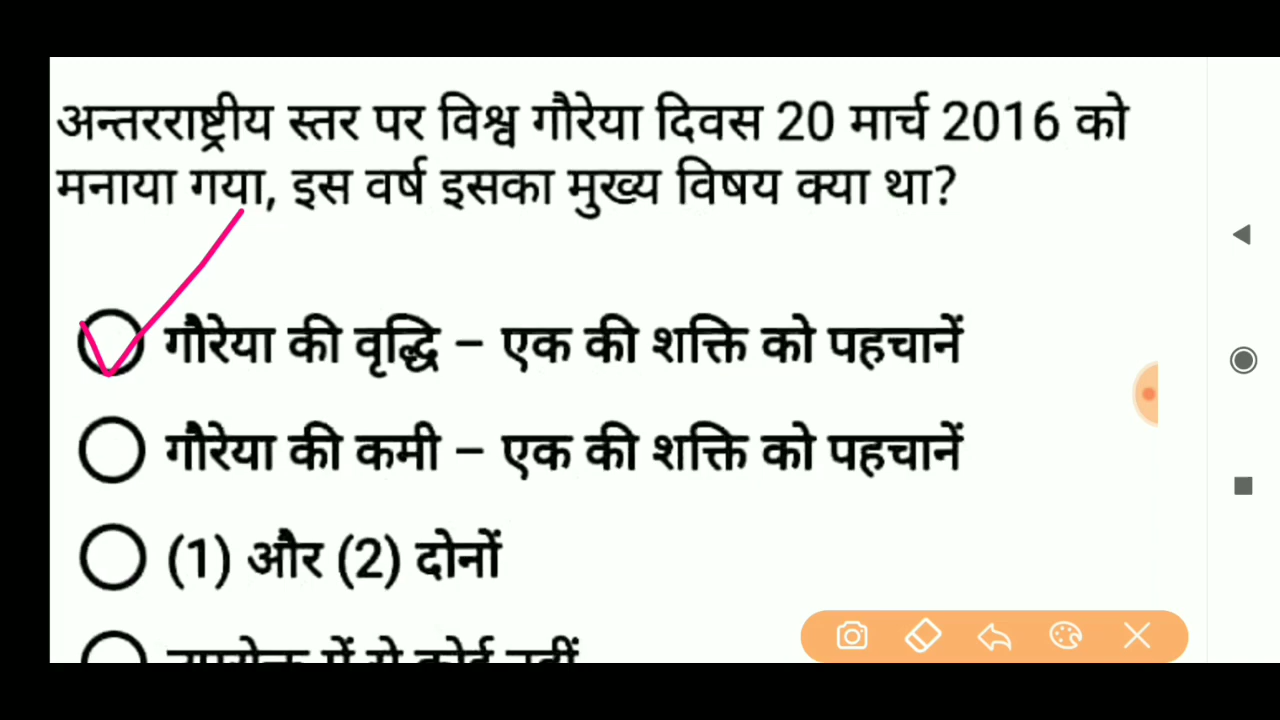 अन्तरराष्ट्रीय स्तर पर विश्व गौरेया दिवस 20 मार्च 2016 को
मनाया गया, इस वर्ष इसका मुख्य विषय क्या था?
गौरेया की वृद्धि – एक की शक्ति को पहचानें
गौरेया की कमी – एक की शक्ति को पहचानें
(1) और (2) दोनों
में से कोई नहीं